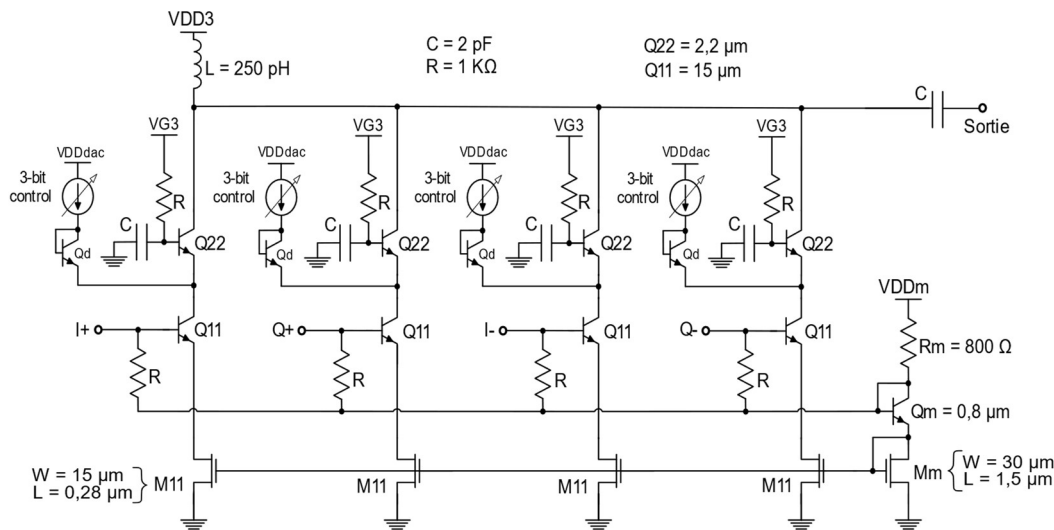 VDD3
L = 250 pH
C = 2 pF
R = 1 KΩ
Q22 = 2,2 µm
Q11 = 15 µm
C
Sortie
VG3
VG3
VG3
VG3
VDDdac
VDDdac
VDDdac
VDDdac
3-bit
control
3-bit
control
3-bit
control
3-bit
control
R
R
R
R
C
C
C
C
Qd
Qd
Qd
Qd
Q22
Q22
Q22
Q22
VDDm
I+
Q11
Q+
Q11
I-
Q11
Q-
Q11
Rm = 800 Ω
R
R
R
R
Qm = 0,8 µm
W = 15 µm
L = 0,28 µm
M11
M11
M11
M11
Mm
W = 30 µm
L = 1,5 µm